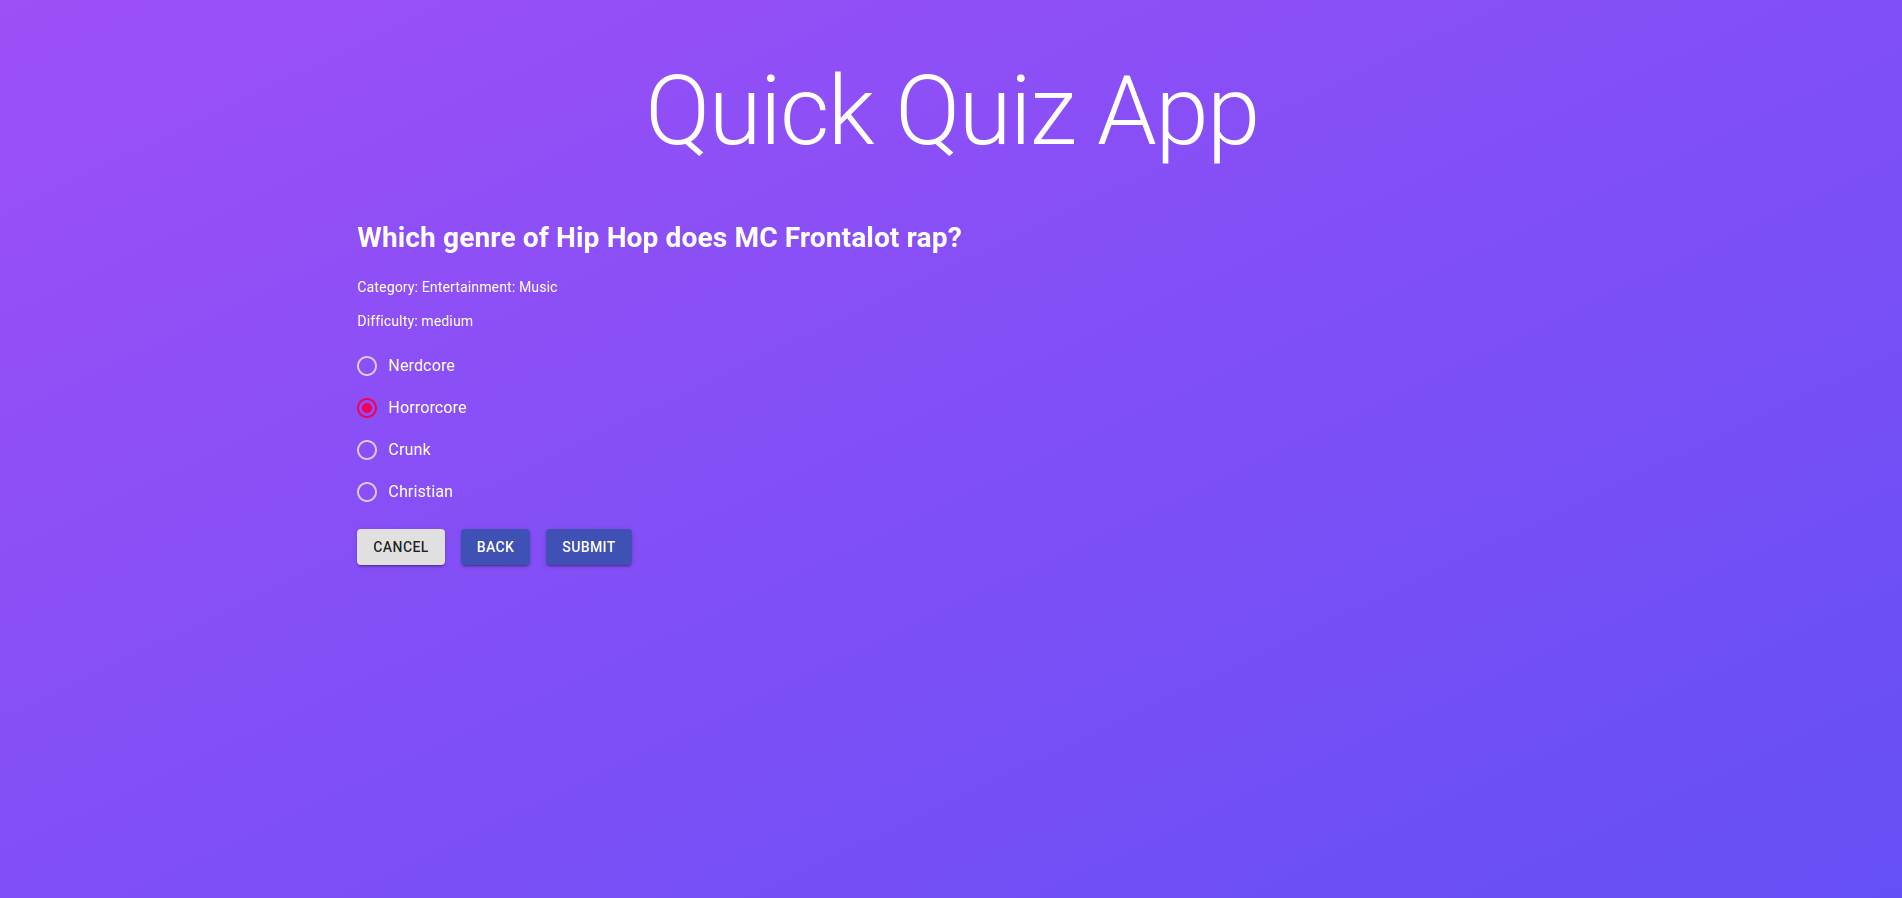 Quick Quiz App
Which genre of Hip Hop does MC Frontalot rap?
Category: Entertainment: Music
Difficulty: medium
Nerdcore
Horrorcore
Crunk
Christian
CANCEL BACK SUBMIT